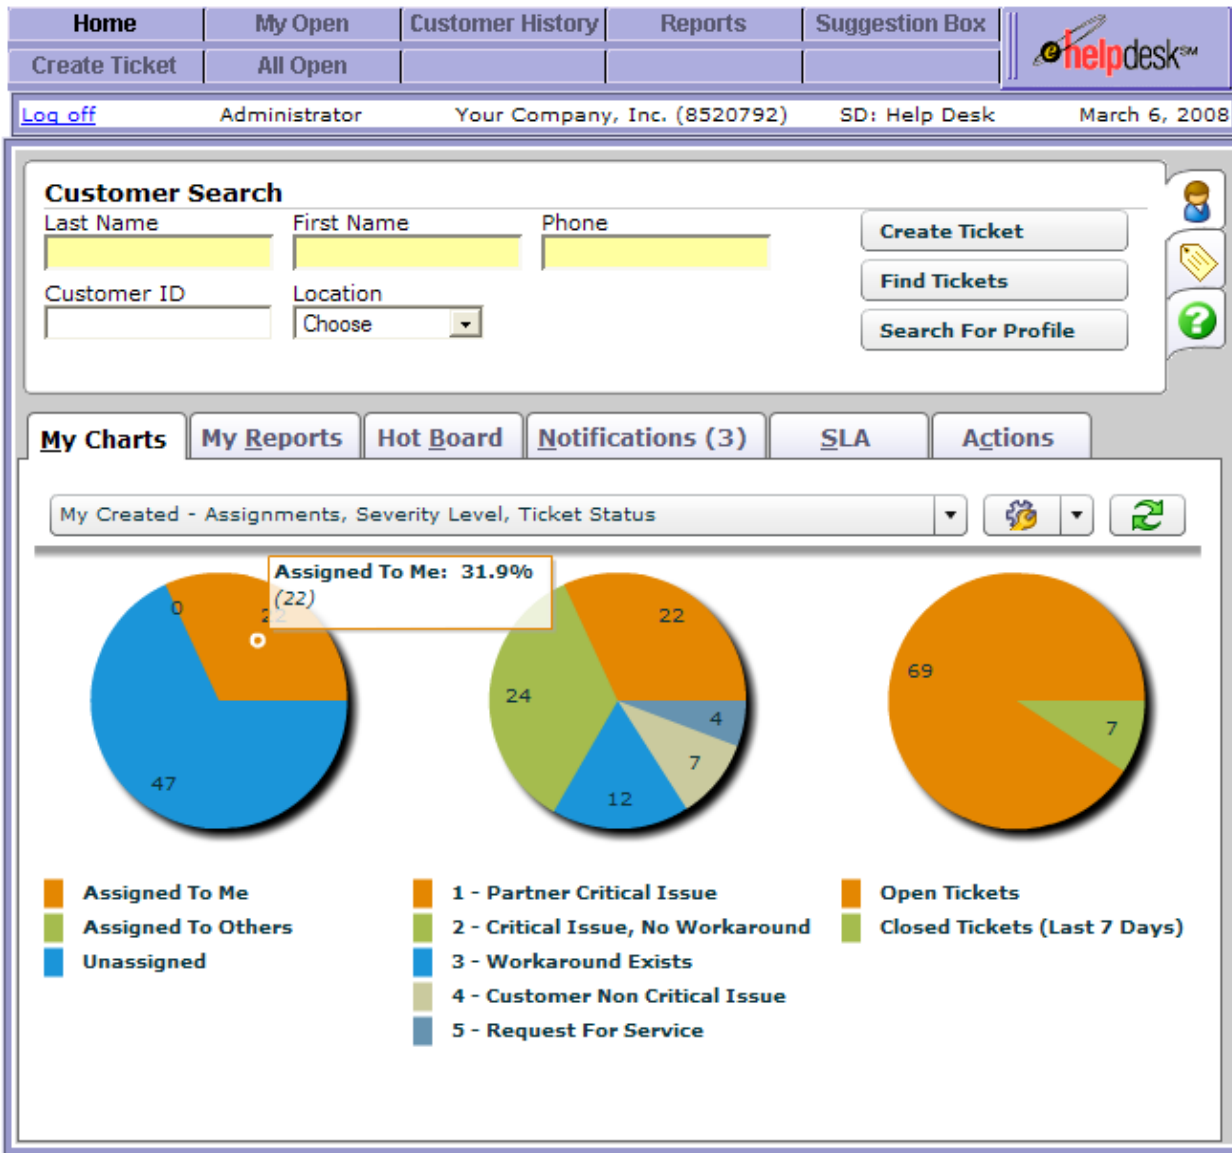 Home My Open Customer History Reports Suggestion Box
Create Ticket All Open
ehelpdesk℠
Log off Administrator Your Company, Inc. (8520792) SD: Help Desk March 6, 2008
Customer Search
Last Name First Name Phone
Create Ticket
Find Tickets
Customer ID Location
Choose
Search For Profile
My Charts My Reports Hot Board Notifications (3) SLA Actions
My Created - Assignments, Severity Level, Ticket Status
Assigned To Me: 31.9%
(22)
0 22 22
69
24
4 7
7
47
12
Assigned To Me
Assigned To Others
Unassigned
1 - Partner Critical Issue
2 - Critical Issue, No Workaround
3 - Workaround Exists
4 - Customer Non Critical Issue
5 - Request For Service
Open Tickets
Closed Tickets (Last 7 Days)